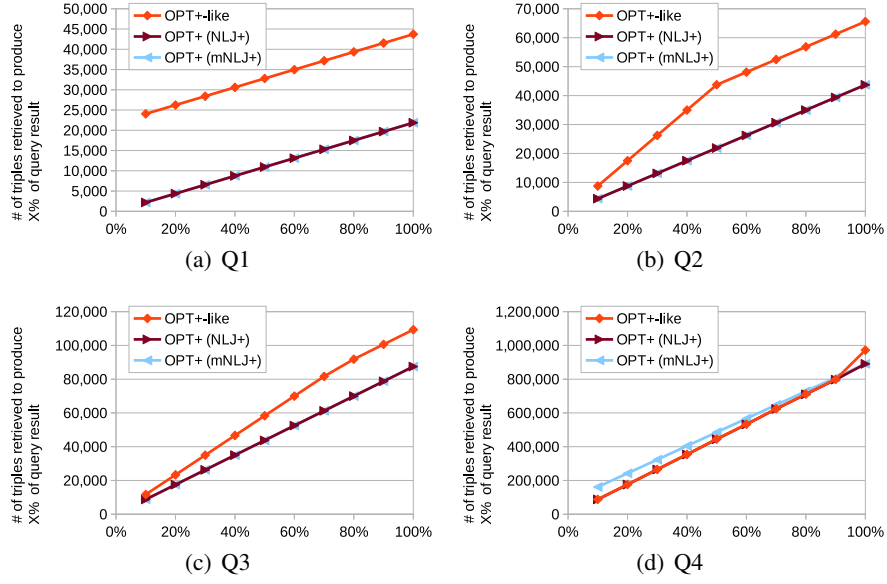 # of triples retrieved to produce
X% of query result
50,000
45,000
40,000
35,000
30,000
25,000
20,000
15,000
10,000
5,000
0
OPT+-like
OPT+ (NLJ+)
OPT+ (mNLJ+)
0% 20% 40% 60% 80% 100%
(a) Q1
# of triples retrieved to produce
X% of query result
70,000
60,000
50,000
40,000
30,000
20,000
10,000
0
OPT+-like
OPT+ (NLJ+)
OPT+ (mNLJ+)
0% 20% 40% 60% 80% 100%
(b) Q2
# of triples retrieved to produce
X% of query result
120,000
100,000
80,000
60,000
40,000
20,000
0
OPT+-like
OPT+ (NLJ+)
OPT+ (mNLJ+)
0% 20% 40% 60% 80% 100%
(c) Q3
# of triples retrieved to produce
X% of query result
1,200,000
1,000,000
800,000
600,000
400,000
200,000
0
OPT+-like
OPT+ (NLJ+)
OPT+ (mNLJ+)
0% 20% 40% 60% 80% 100%
(d) Q4